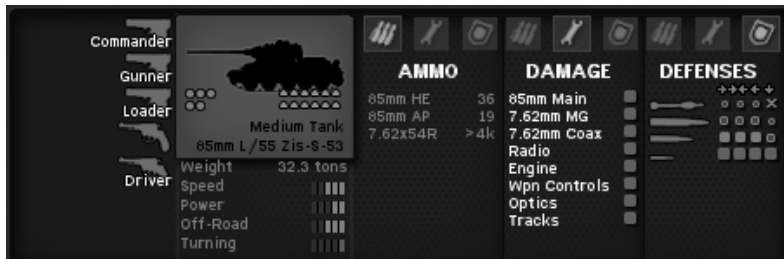 Commander
Gunner
Loader
Driver
Medium Tank
85mm L/55 Zis-S-53
Weight 32.3 tons
Speed
Power
Off-Road
Turning
AMMO
85mm HE 36
85mm AP 19
7.62x54R >4k
DAMAGE
85mm Main
7.62mm MG
7.62mm Coax
Radio
Engine
Wpn Controls
Optics
Tracks
DEFENSES